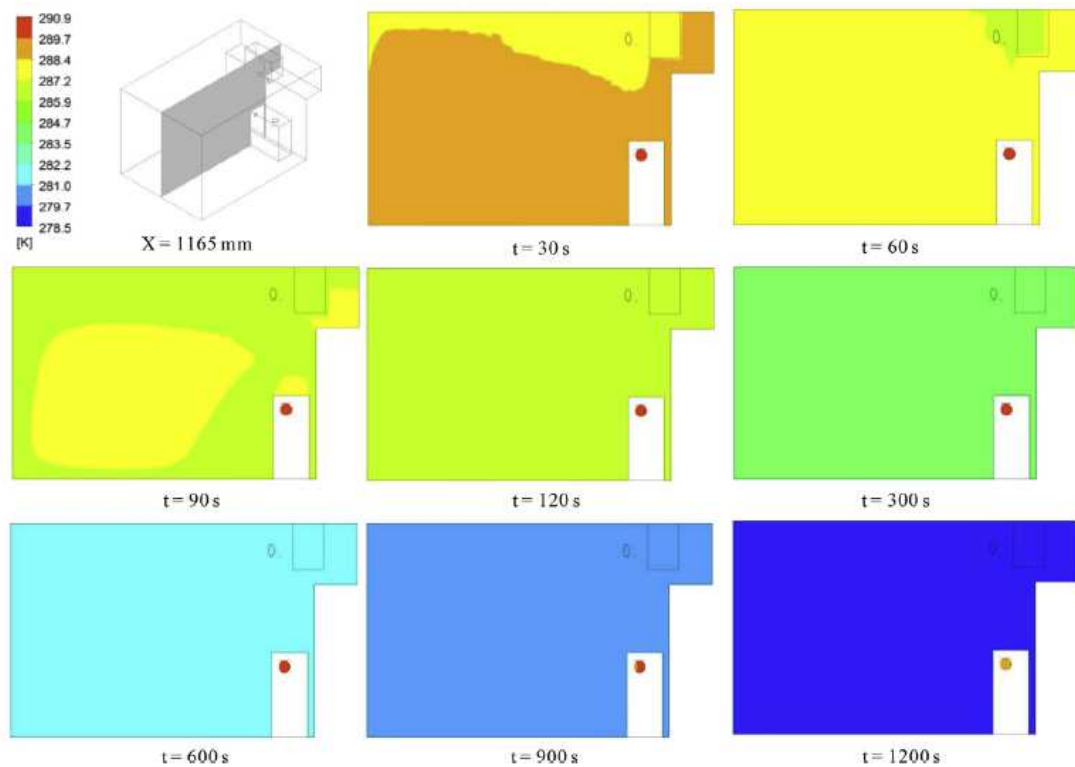 290.9
289.7
288.4
287.2
285.9
284.7
283.5
282.2
281.0
279.7
278.5
[K]
X = 1165 mm
t = 30 s
t = 60 s
t = 90 s
t = 120 s
t = 300 s
t = 600 s
t = 900 s
t = 1200 s